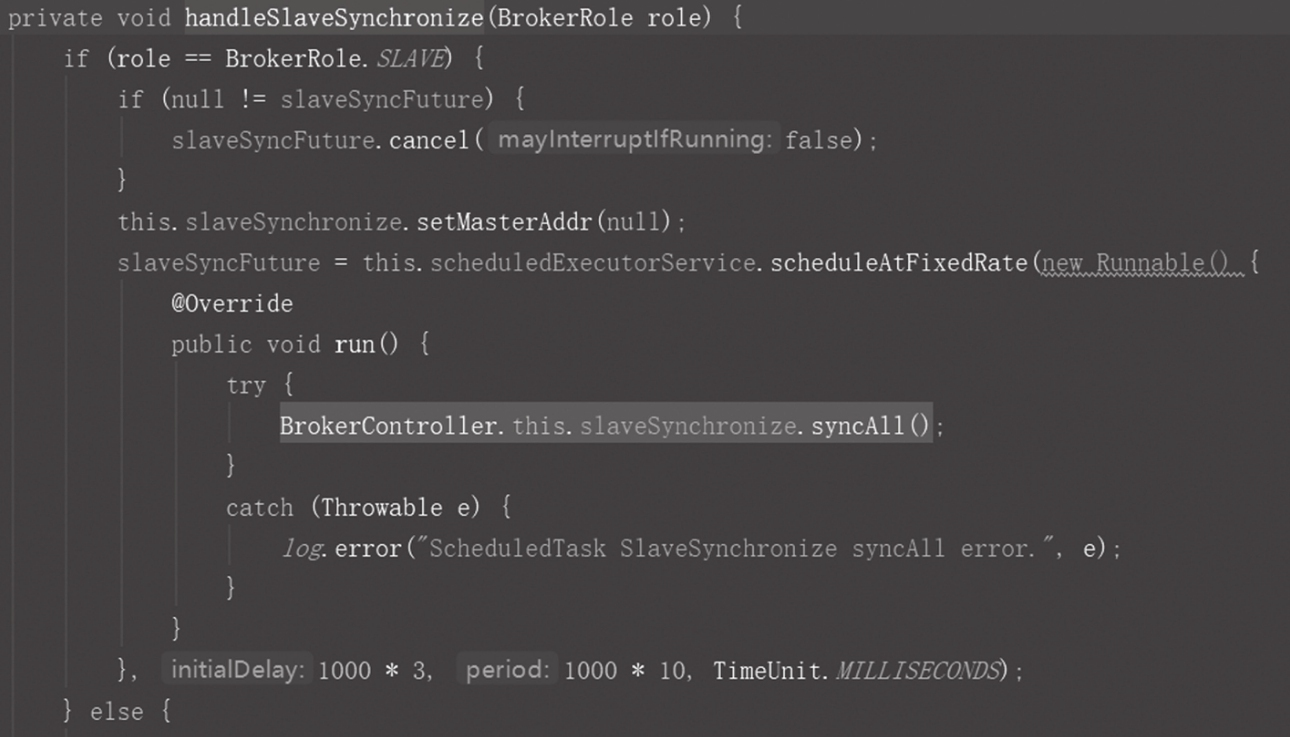 private void handleSlaveSynchronize(BrokerRole role) {
if (role == BrokerRole.SLAVE) {
if (null != slaveSyncFuture) {
slaveSyncFuture.cancel( mayInterruptIfRunning: false);
}
this.slaveSynchronize.setMasterAddr(null);
slaveSyncFuture = this.scheduledExecutorService.scheduleAtFixedRate(new Runnable() {
@Override
public void run() {
try {
BrokerController.this.slaveSynchronize.syncAll();
}
catch (Throwable e) {
log.error("ScheduledTask SlaveSynchronize syncAll error.", e);
}
}
}, initialDelay: 1000 * 3, period: 1000 * 10, TimeUnit.MILLISECONDS);
} else {